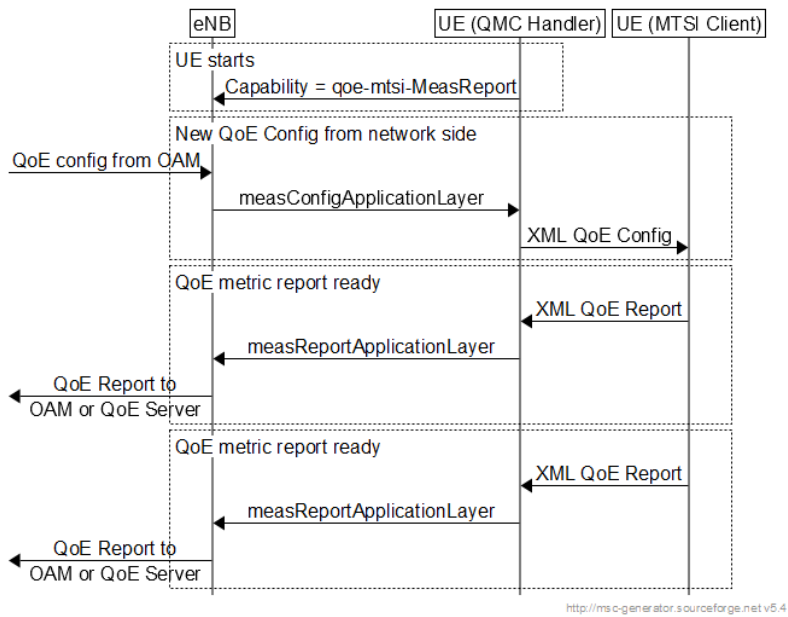 eNB
UE (QMC Handler)
UE (MTSI Client)
UE starts
Capability = qoe-mtsi-MeasReport
New QoE Config from network side
QoE config from OAM
measConfigApplicationLayer
XML QoE Config
QoE metric report ready
XML QoE Report
measReportApplicationLayer
QoE Report to
OAM or QoE Server
QoE metric report ready
XML QoE Report
measReportApplicationLayer
QoE Report to
OAM or QoE Server
http://msc-generator.sourceforge.net v5.4